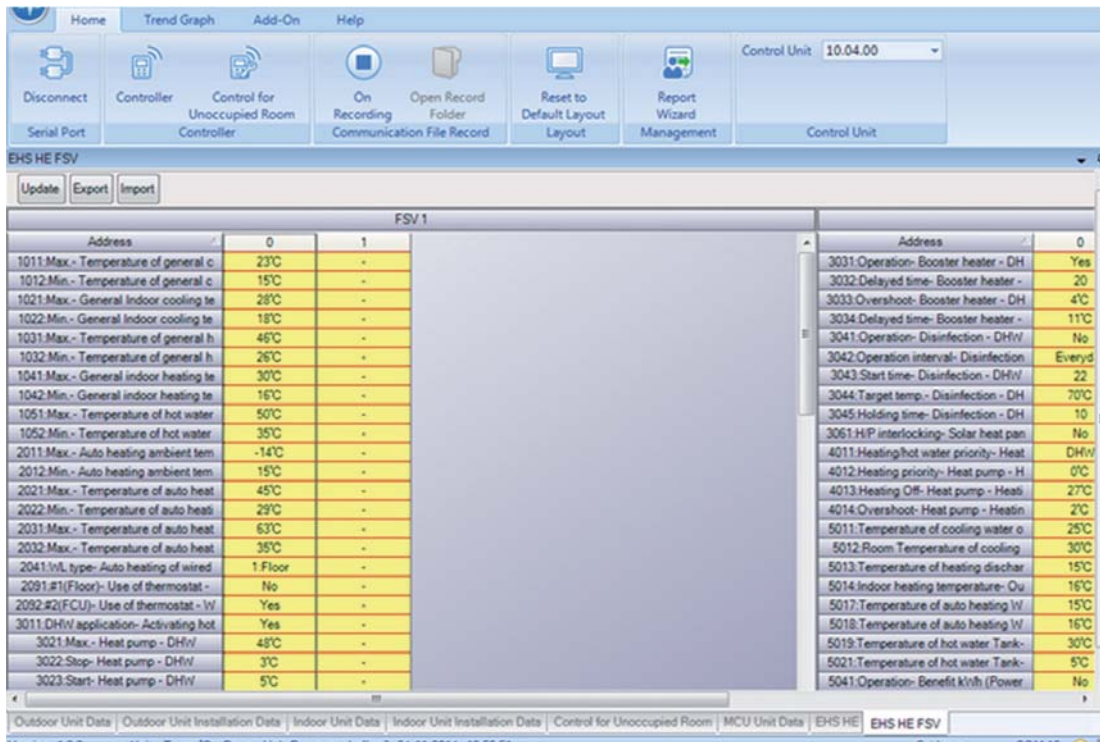 Home Trend Graph Add-On Help
Control Unit 10.04.00
Disconnect Controller Control for Unoccupied Room On Recording Open Record Folder Reset to Default Layout Report Wizard
Serial Port Controller Communication File Record Layout Management Control Unit
EHS HE FSV
Update Export Import
FSV 1
Address 0 1
1011:Max.- Temperature of general c 23℃ -
1012:Min.- Temperature of general c 15℃ -
1021:Max.- General Indoor cooling te 28℃ -
1022:Min.- General Indoor cooling te 18℃ -
1031:Max.- Temperature of general h 46℃ -
1032:Min.- Temperature of general h 26℃ -
1041:Max.- General indoor heating te 30℃ -
1042:Min.- General indoor heating te 16℃ -
1051:Max.- Temperature of hot water 50℃ -
1052:Min.- Temperature of hot water 35℃ -
2011:Max.- Auto heating ambient tem -14℃ -
2012:Min.- Auto heating ambient tem 15℃ -
2021:Max.- Temperature of auto heat 45℃ -
2022:Min.- Temperature of auto heati 29℃ -
2031:Max.- Temperature of auto heat 63℃ -
2032:Max.- Temperature of auto heat 35℃ -
2041:WL type- Auto heating of wired 1:Floor -
2091:#1(Floor)- Use of thermostat - No -
2092:#2(FCU)- Use of thermostat - W Yes -
3011:DHW application- Activating hot Yes -
3021:Max.- Heat pump - DHW 48℃ -
3022:Stop- Heat pump - DHW 3℃ -
3023:Start- Heat pump - DHW 5℃ -
Address 0
3031:Operation- Booster heater - DH Yes
3032:Delayed time- Booster heater - 20
3033:Overshoot- Booster heater - DH 4℃
3034:Delayed time- Booster heater - 11℃
3041:Operation- Disinfection - DHW No
3042:Operation interval- Disinfection Everyd
3043:Start time- Disinfection - DHW 22
3044:Target temp.- Disinfection - DH 70℃
3045:Holding time- Disinfection - DH 10
3061:H/P interlocking- Solar heat pan No
4011:Heating/hot water priority- Heat DHW
4012:Heating priority- Heat pump - H 0℃
4013:Heating Off- Heat pump - Heati 27℃
4014:Overshoot- Heat pump - Heatin 2℃
5011:Temperature of cooling water o 25℃
5012:Room Temperature of cooling 30℃
5013:Temperature of heating dischar 15℃
5014:Indoor heating temperature- Ou 16℃
5017:Temperature of auto heating W 15℃
5018:Temperature of auto heating W 16℃
5019:Temperature of hot water Tank- 30℃
5021:Temperature of hot water Tank- 5℃
5041:Operation- Benefit kWh (Power No
Outdoor Unit Data Outdoor Unit Installation Data Indoor Unit Data Indoor Unit Installation Data Control for Unoccupied Room MCU Unit Data EHS HE EHS HE FSV